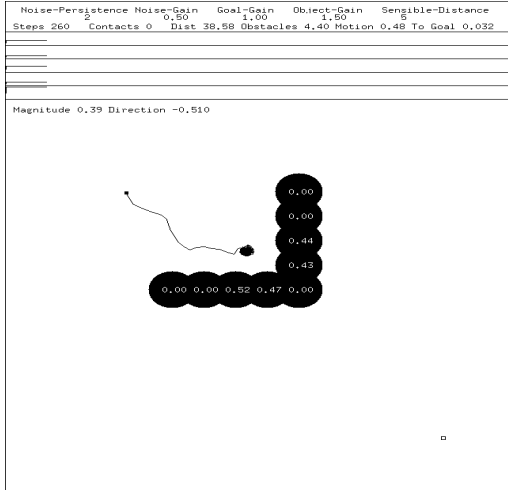 Noise-Persistence Noise-Gain Goal-Gain Object-Gain Sensible-Distance
2 0.50 1.00 1.50 5
Steps 260 Contacts 0 Dist 38.58 Obstacles 4.40 Motion 0.48 To Goal 0.032
Magnitude 0.39 Direction -0.510
0.00
0.00
0.44
0.43
0.00 0.00 0.52 0.47 0.00